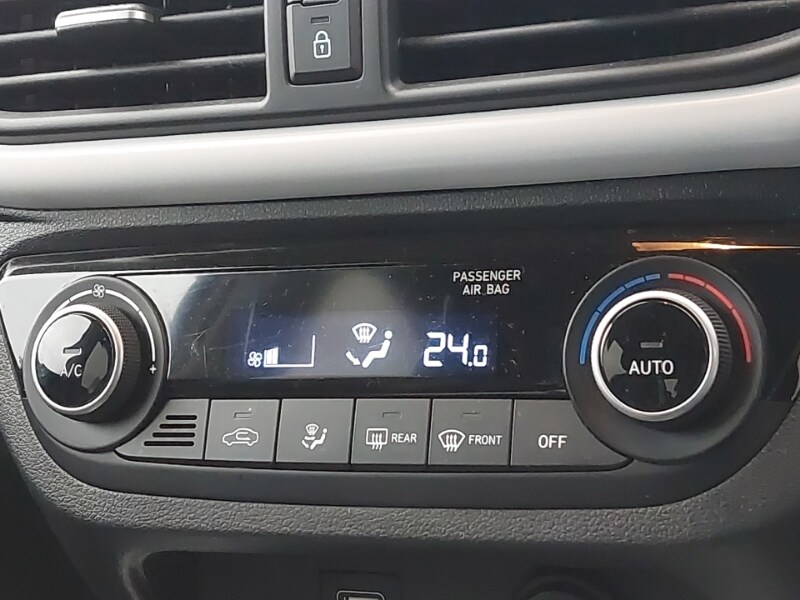 PASSENGER
AIR BAG
24.0
A/C
+
AUTO
REAR
FRONT
OFF